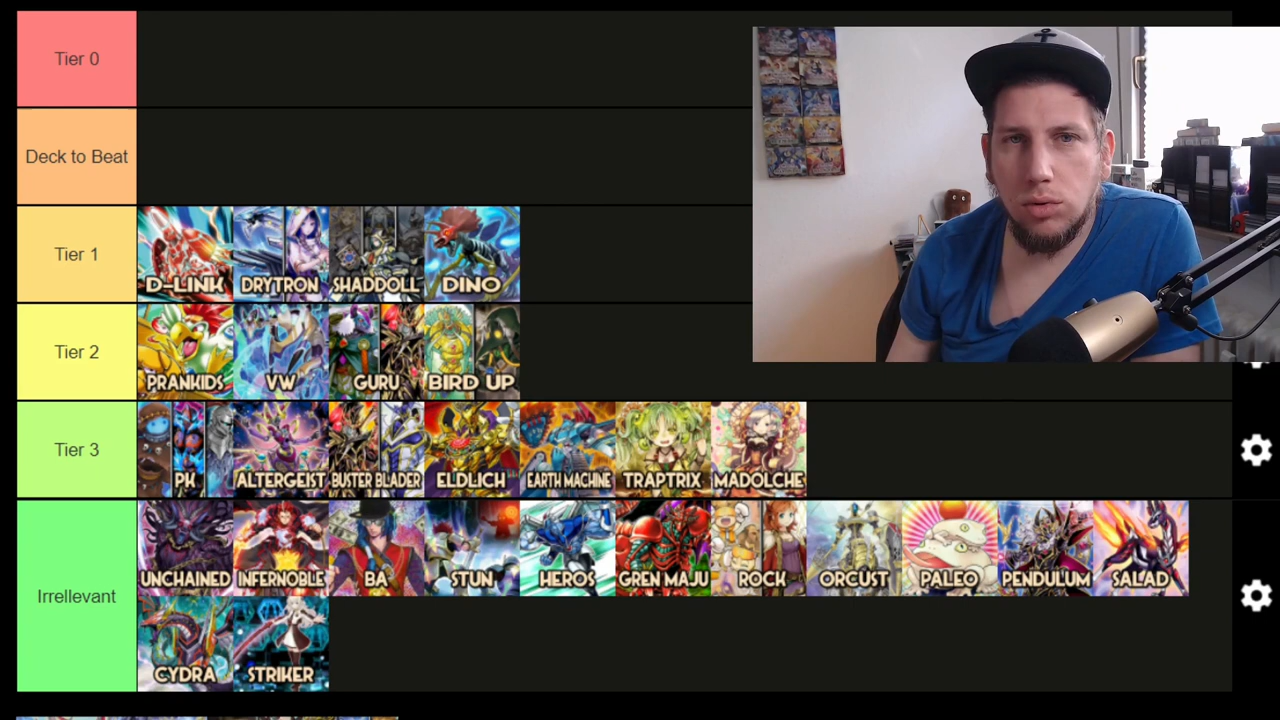 Tier 0
Deck to Beat
Tier 1
D-LINK DRYTRON SHADDOLL DINO
Tier 2
PRANKIDS VW GURU BIRD UP
Tier 3
PK ALTERGEIST BUSTER BLADER ELDLICH EARTH MACHINE TRAPTRIX MADOLCHE
Irrellevant
UNCHAINED INFERNOBLE BA STUN HEROS GREN MAJU ROCK ORCUST PALEO PENDULUM SALAD
CYDRA STRIKER